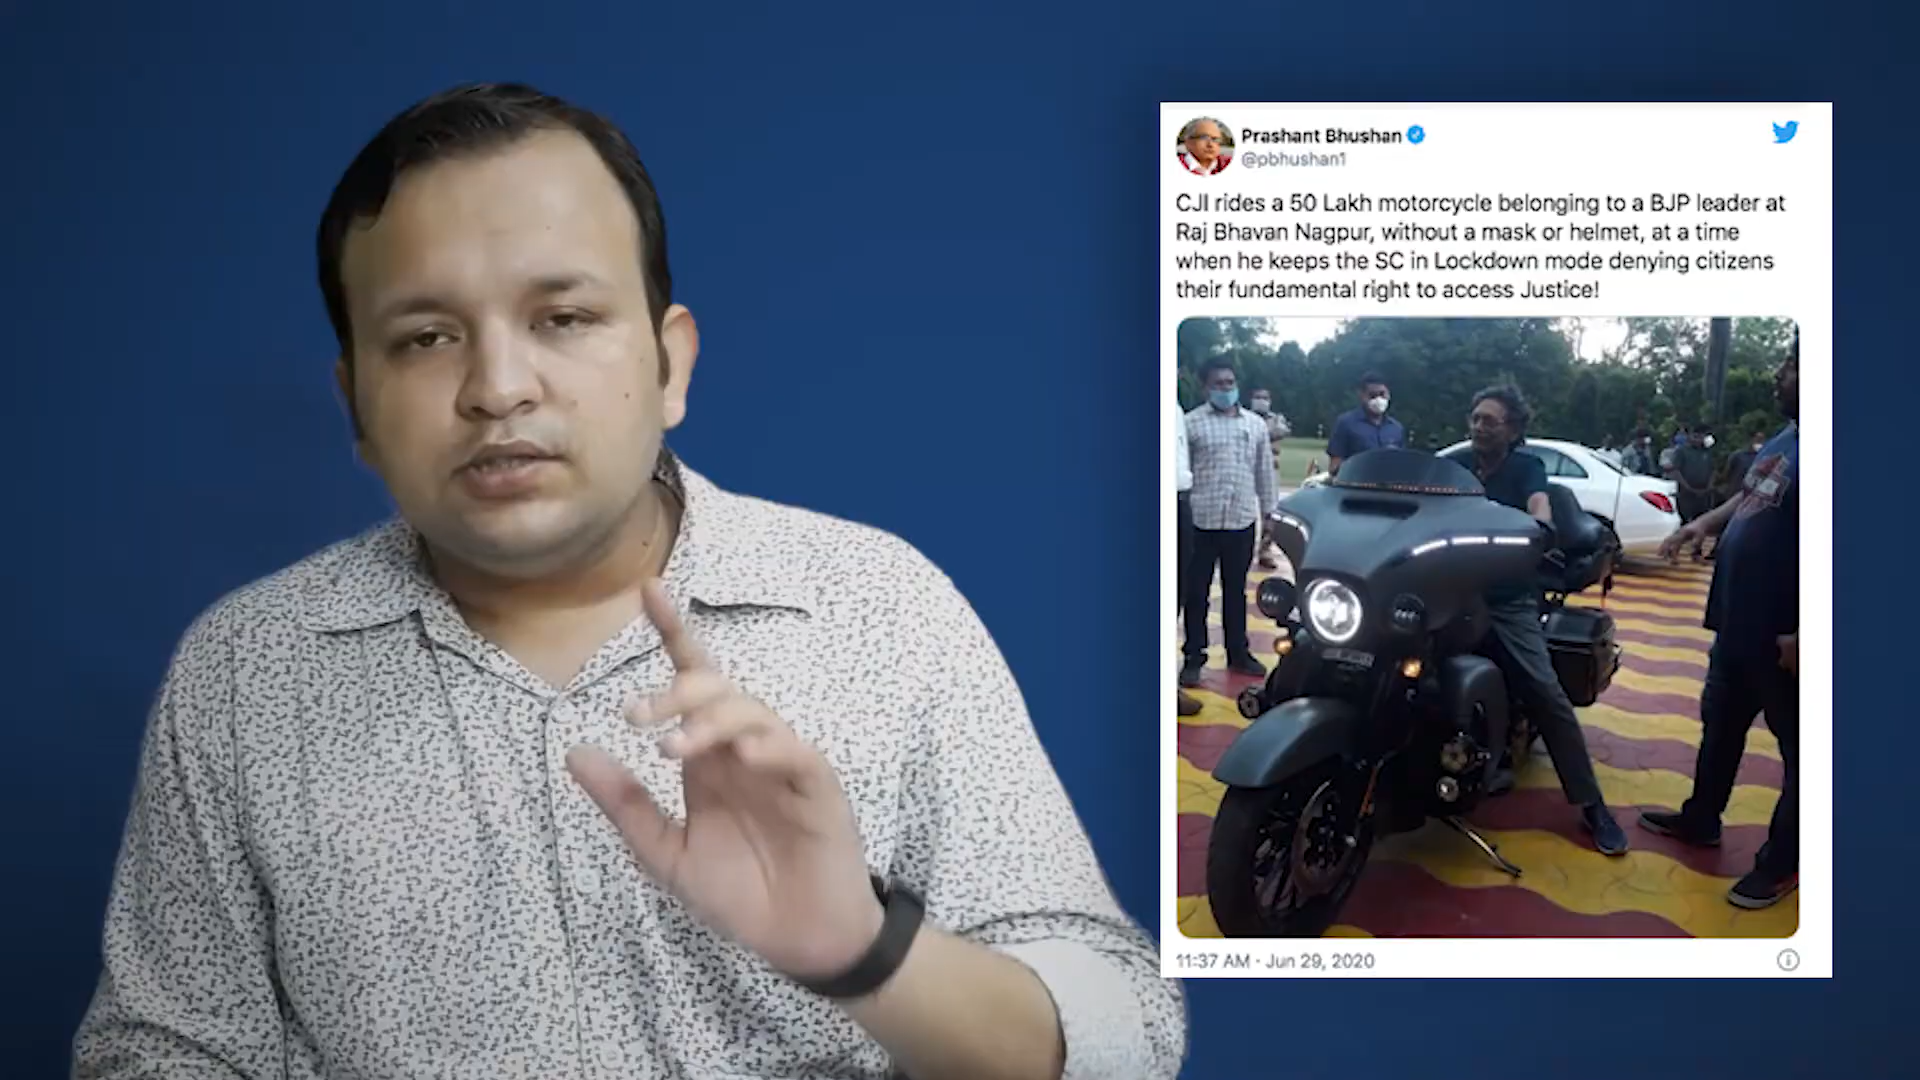 Prashant Bhushan
@pbhushan1
CJI rides a 50 Lakh motorcycle belonging to a BJP leader at
Raj Bhavan Nagpur, without a mask or helmet, at a time
when he keeps the SC in Lockdown mode denying citizens
their fundamental right to access Justice!
11:37 AM · Jun 29, 2020